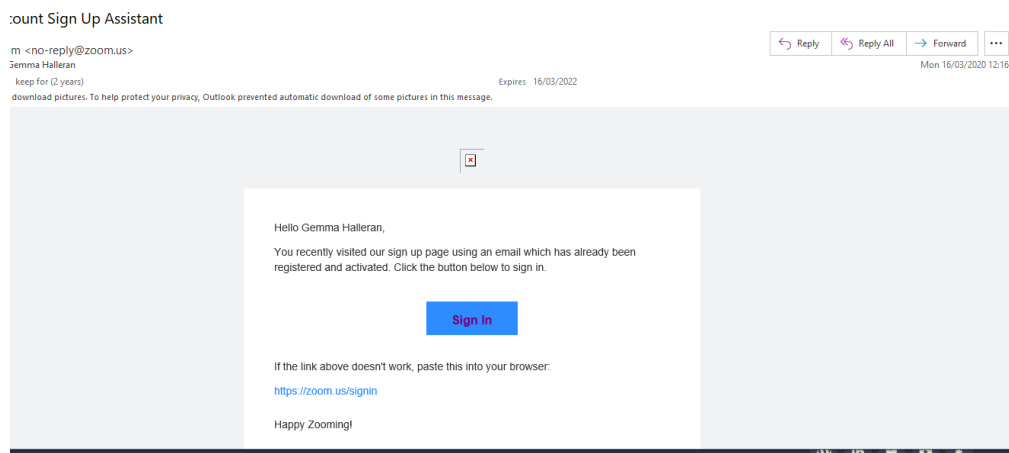 :ount Sign Up Assistant
m <no-reply@zoom.us>
Gemma Halleran
keep for (2 years)
Expires 16/03/2022
download pictures. To help protect your privacy, Outlook prevented automatic download of some pictures in this message.
Reply
Reply All
Forward
Mon 16/03/2020 12:16
Hello Gemma Halleran,
You recently visited our sign up page using an email which has already been
registered and activated. Click the button below to sign in.
Sign In
If the link above doesn't work, paste this into your browser:
https://zoom.us/signin
Happy Zooming!